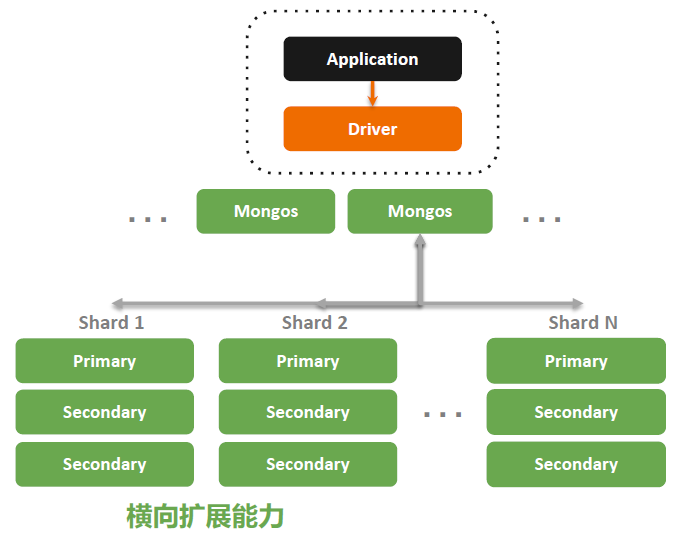 Application
Driver
... Mongos Mongos ...
Shard 1 Shard 2 Shard N
Primary Primary Primary
Secondary Secondary ... Secondary
Secondary Secondary Secondary
横向扩展能力